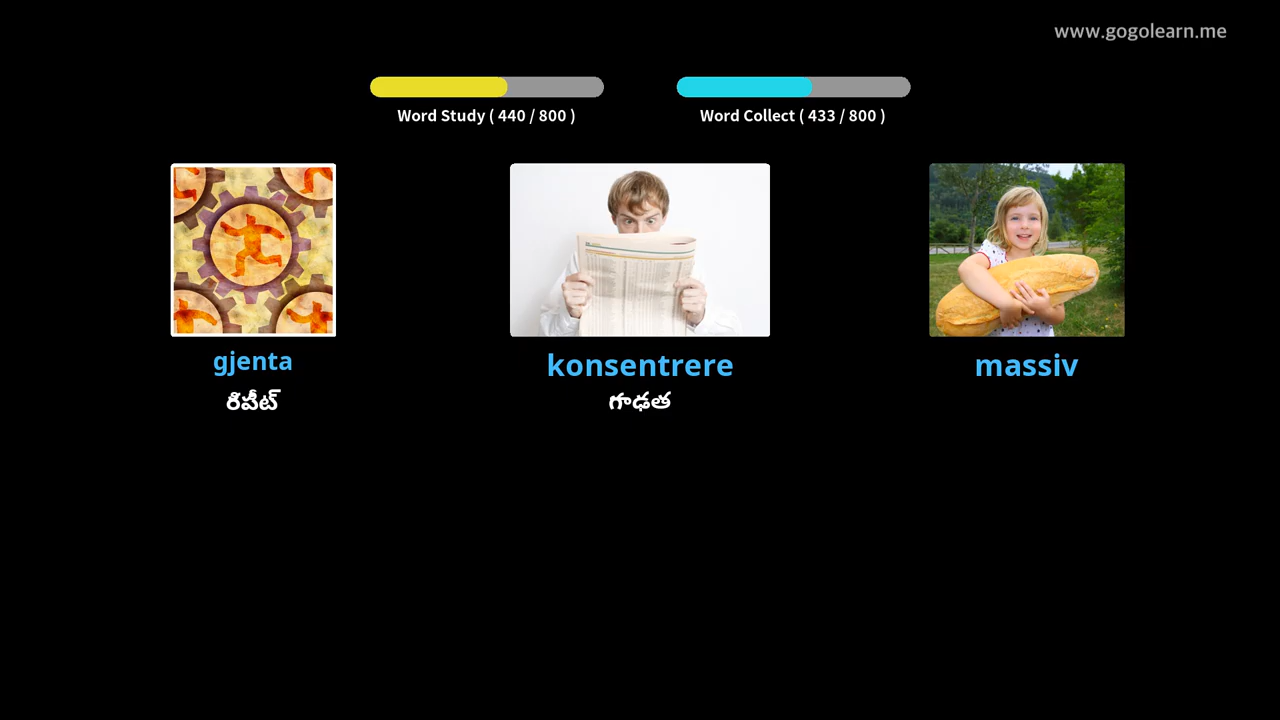 www.gogolearn.me
Word Study ( 440 / 800 )
Word Collect ( 433 / 800 )
gjenta
రిపీట్
konsentrere
గాఢత
massiv